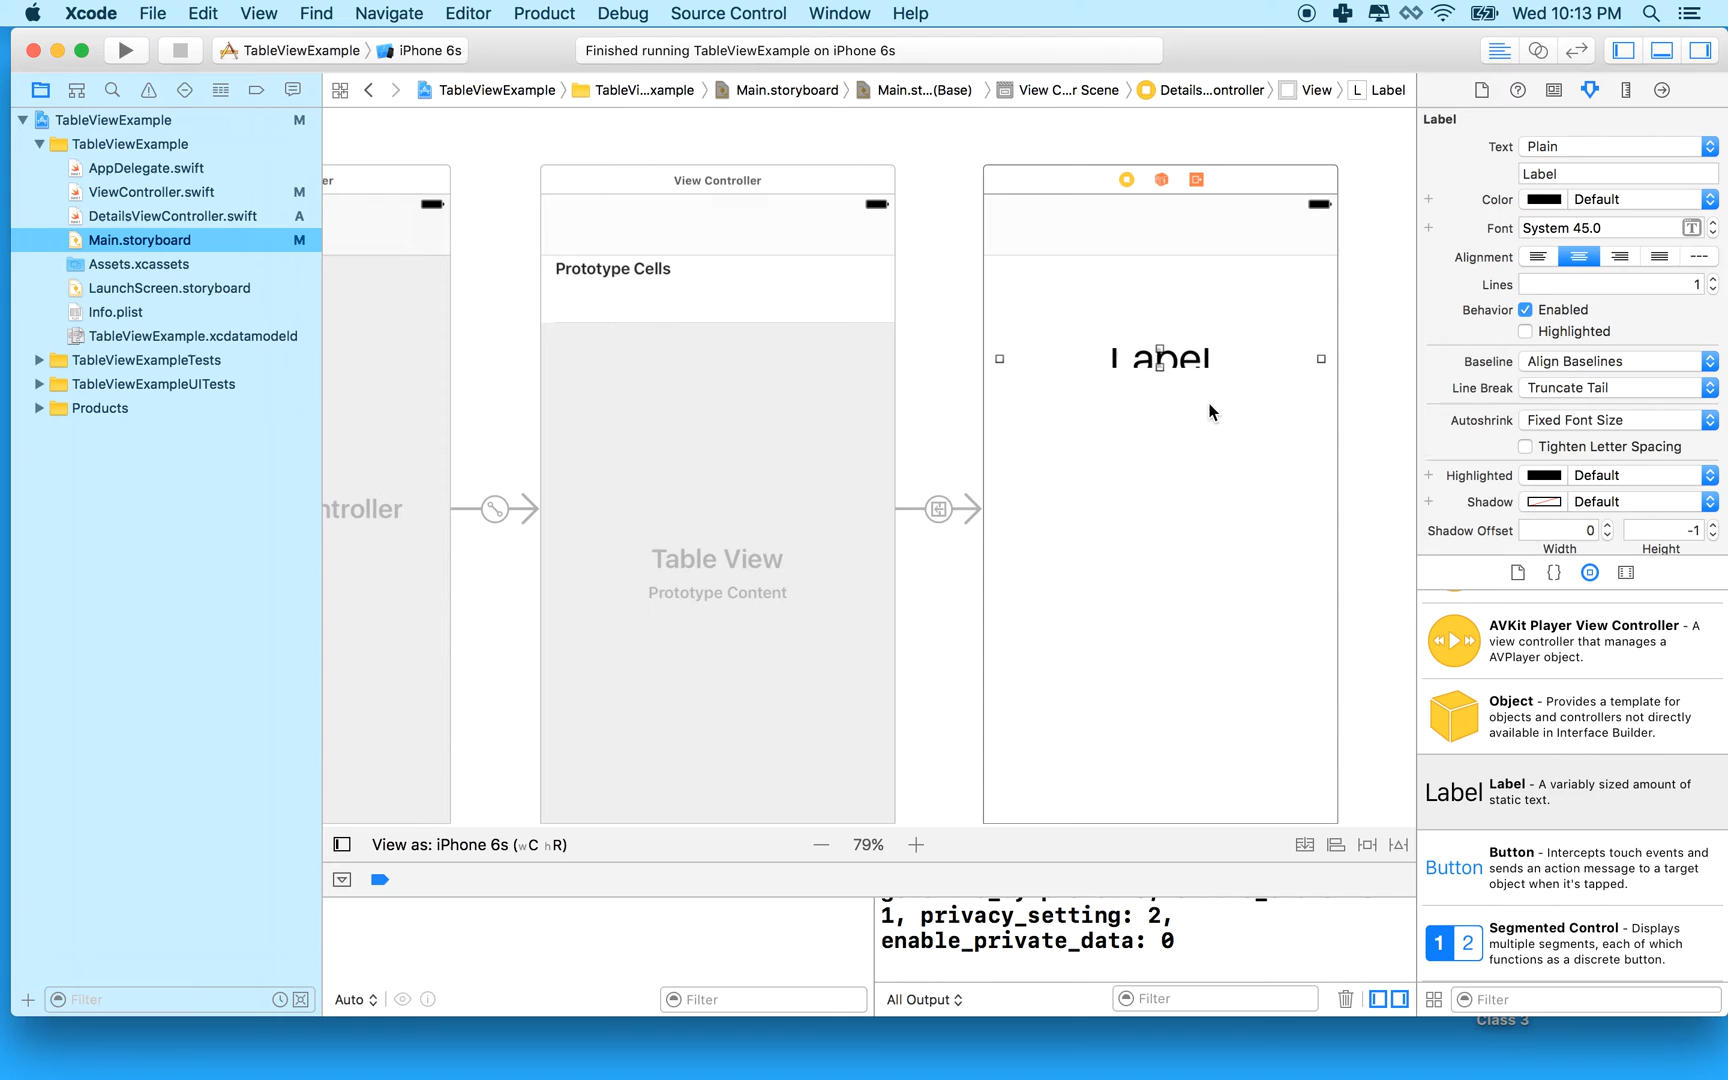 Xcode File Edit View Find Navigate Editor Product Debug Source Control Window Help Wed 10:13 PM
TableViewExample iPhone 6s Finished running TableViewExample on iPhone 6s
TableViewExample TableVi...xample Main.storyboard Main.st...(Base) View C...r Scene Details...ontroller View L Label
TableViewExample M
TableViewExample
AppDelegate.swift
ViewController.swift M
DetailsViewController.swift A
Main.storyboard M
Assets.xcassets
LaunchScreen.storyboard
Info.plist
TableViewExample.xcdatamodeld
TableViewExampleTests
TableViewExampleUITests
Products
Filter
er
ntroller
View Controller
Prototype Cells
Table View
Prototype Content
Label
View as: iPhone 6s (wC hR) 79%
1, privacy_setting: 2,
enable_private_data: 0
Auto Filter
All Output Filter
Label
Text Plain
Label
Color Default
Font System 45.0 T
Alignment
Lines 1
Behavior Enabled
Highlighted
Baseline Align Baselines
Line Break Truncate Tail
Autoshrink Fixed Font Size
Tighten Letter Spacing
Highlighted Default
Shadow Default
Shadow Offset 0 -1
Width Height
AVKit Player View Controller - A
view controller that manages a
AVPlayer object.
Object - Provides a template for
objects and controllers not directly
available in Interface Builder.
Label
Label - A variably sized amount of
static text.
Button
Button - Intercepts touch events and
sends an action message to a target
object when it's tapped.
1 2
Segmented Control - Displays
multiple segments, each of which
functions as a discrete button.
Filter
Class 3